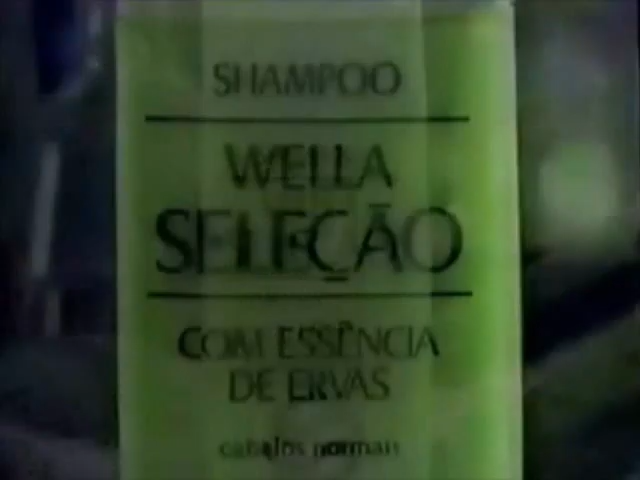 SHAMPOO
WELLA
SELEÇÃO
COM ESSÊNCIA
DE ERVAS
cabelos normais